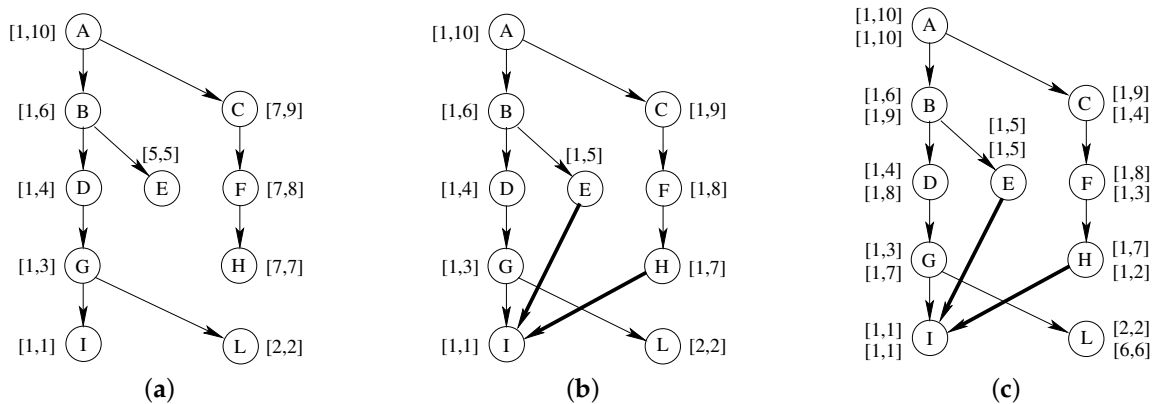 [1,10] A
[1,6] B
C [7,9]
[5,5]
[1,4] D
E
F [7,8]
[1,3] G
H [7,7]
[1,1] I
L [2,2]
(a)
[1,10] A
[1,6] B
C [1,9]
[1,5]
[1,4] D
E
F [1,8]
[1,3] G
H [1,7]
[1,1] I
L [2,2]
(b)
[1,10]
[1,10]
A
[1,6]
[1,9]
B
C
[1,9]
[1,4]
[1,5]
[1,5]
[1,4]
[1,8]
D
E
F
[1,8]
[1,3]
[1,3]
[1,7]
G
H
[1,7]
[1,2]
[1,1]
[1,1]
I
L
[2,2]
[6,6]
(c)